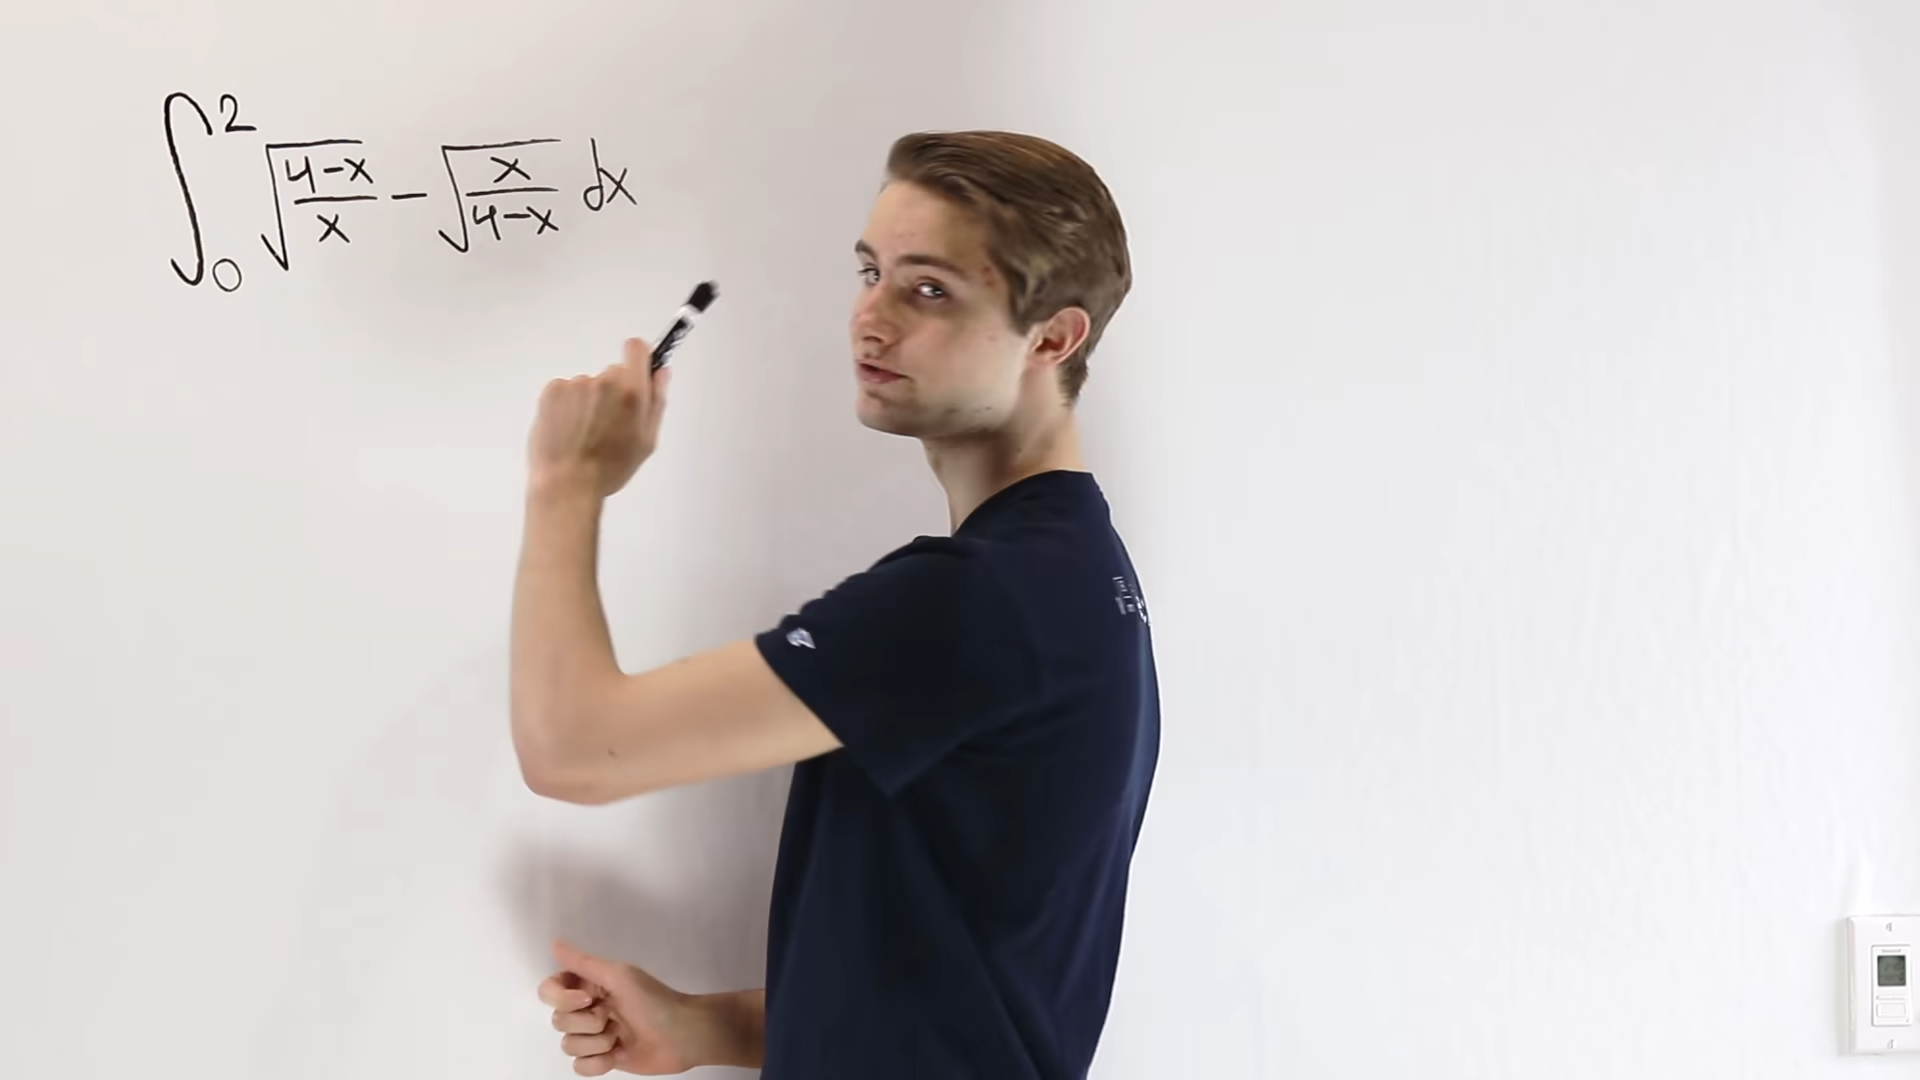 ∫₀² √((4-x)/x) - √(x/(4-x)) dx